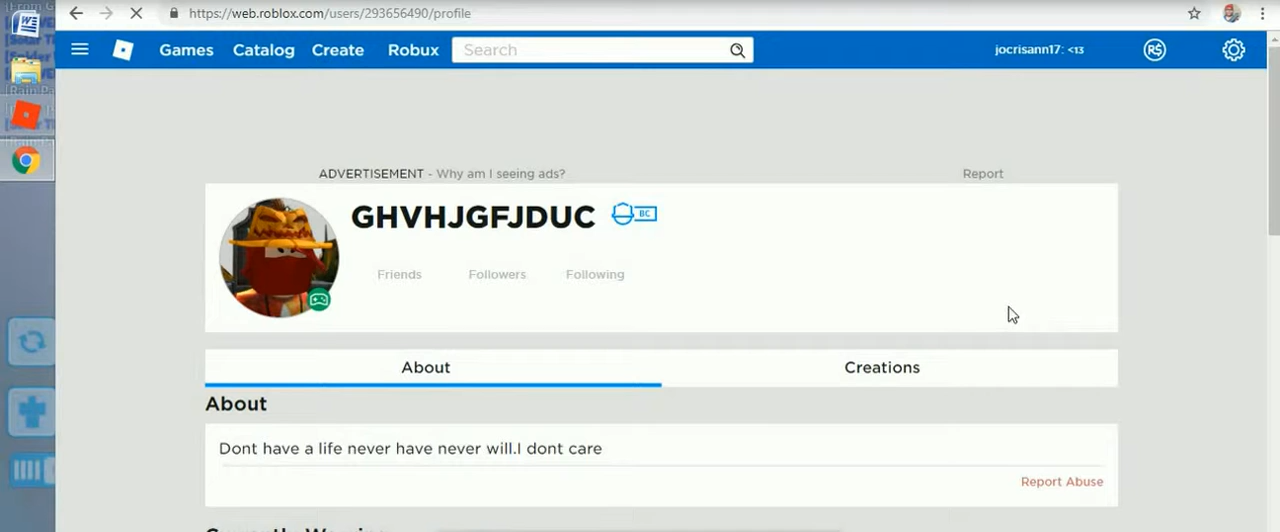 https://web.roblox.com/users/293656490/profile
Games Catalog Create Robux Search jocrisann17: <13 R$
ADVERTISEMENT - Why am I seeing ads? Report
GHVHJGFJDUC BC
Friends Followers Following
About Creations
About
Dont have a life never have never will.I dont care
Report Abuse
Currently Wearing